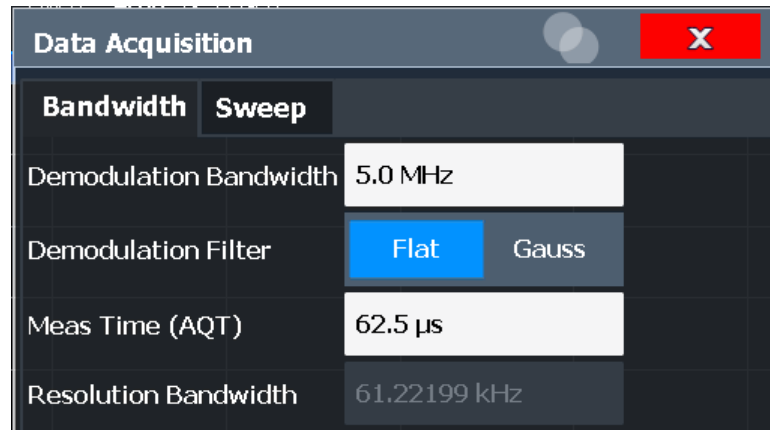 Data Acquisition X
Bandwidth Sweep
Demodulation Bandwidth 5.0 MHz
Demodulation Filter Flat Gauss
Meas Time (AQT) 62.5 µs
Resolution Bandwidth 61.22199 kHz